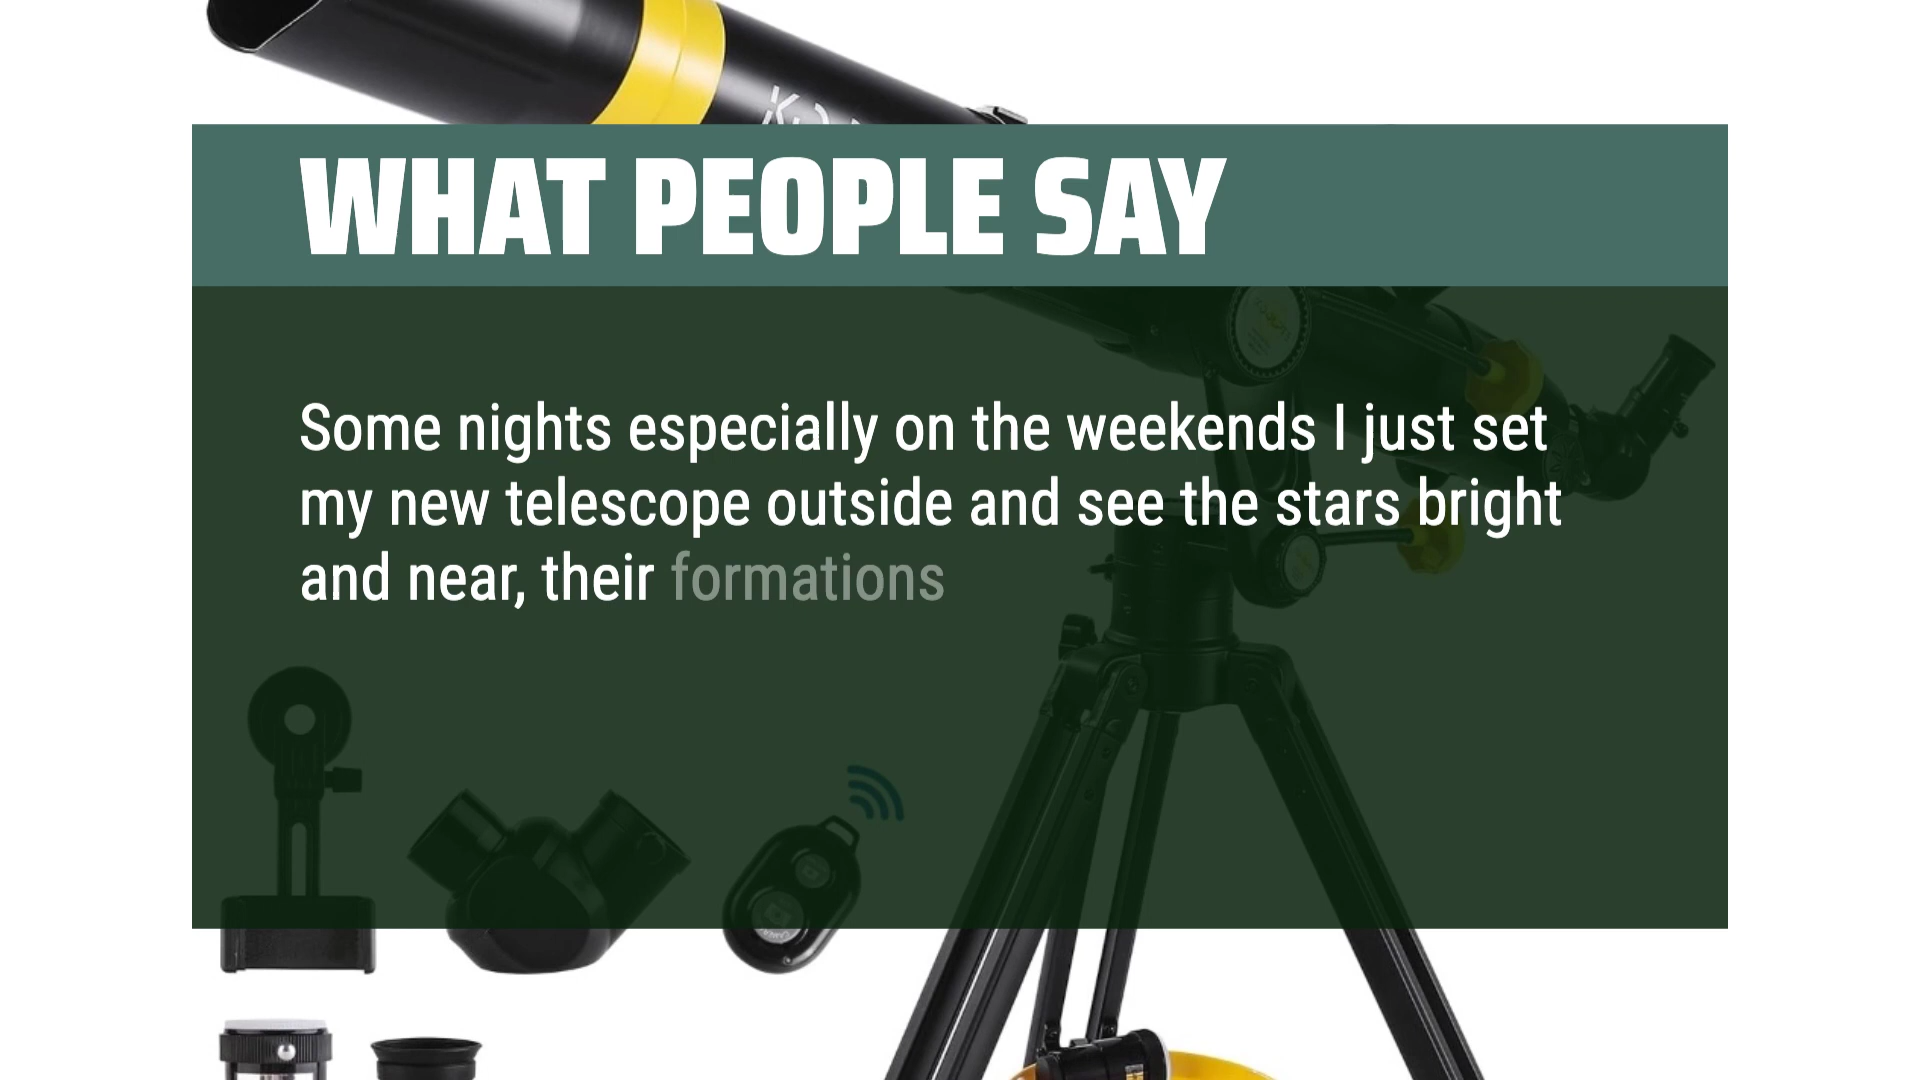 WHAT PEOPLE SAY
Some nights especially on the weekends I just set
my new telescope outside and see the stars bright
and near, their formations